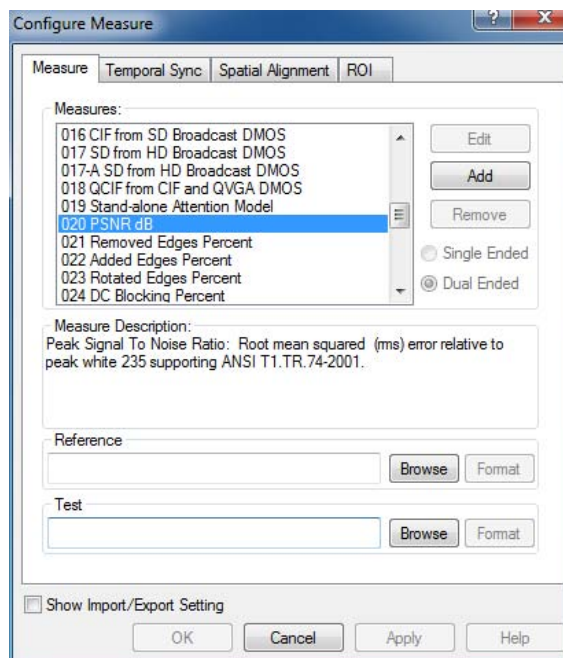 Configure Measure
?
X
Measure
Temporal Sync
Spatial Alignment
ROI
Measures:
016 CIF from SD Broadcast DMOS
017 SD from HD Broadcast DMOS
017-A SD from HD Broadcast DMOS
018 QCIF from CIF and QVGA DMOS
019 Stand-alone Attention Model
020 PSNR dB
021 Removed Edges Percent
022 Added Edges Percent
023 Rotated Edges Percent
024 DC Blocking Percent
Edit
Add
Remove
Single Ended
Dual Ended
Measure Description:
Peak Signal To Noise Ratio: Root mean squared (rms) error relative to
peak white 235 supporting ANSI T1.TR.74-2001.
Reference
Browse
Format
Test
Browse
Format
Show Import/Export Setting
OK
Cancel
Apply
Help